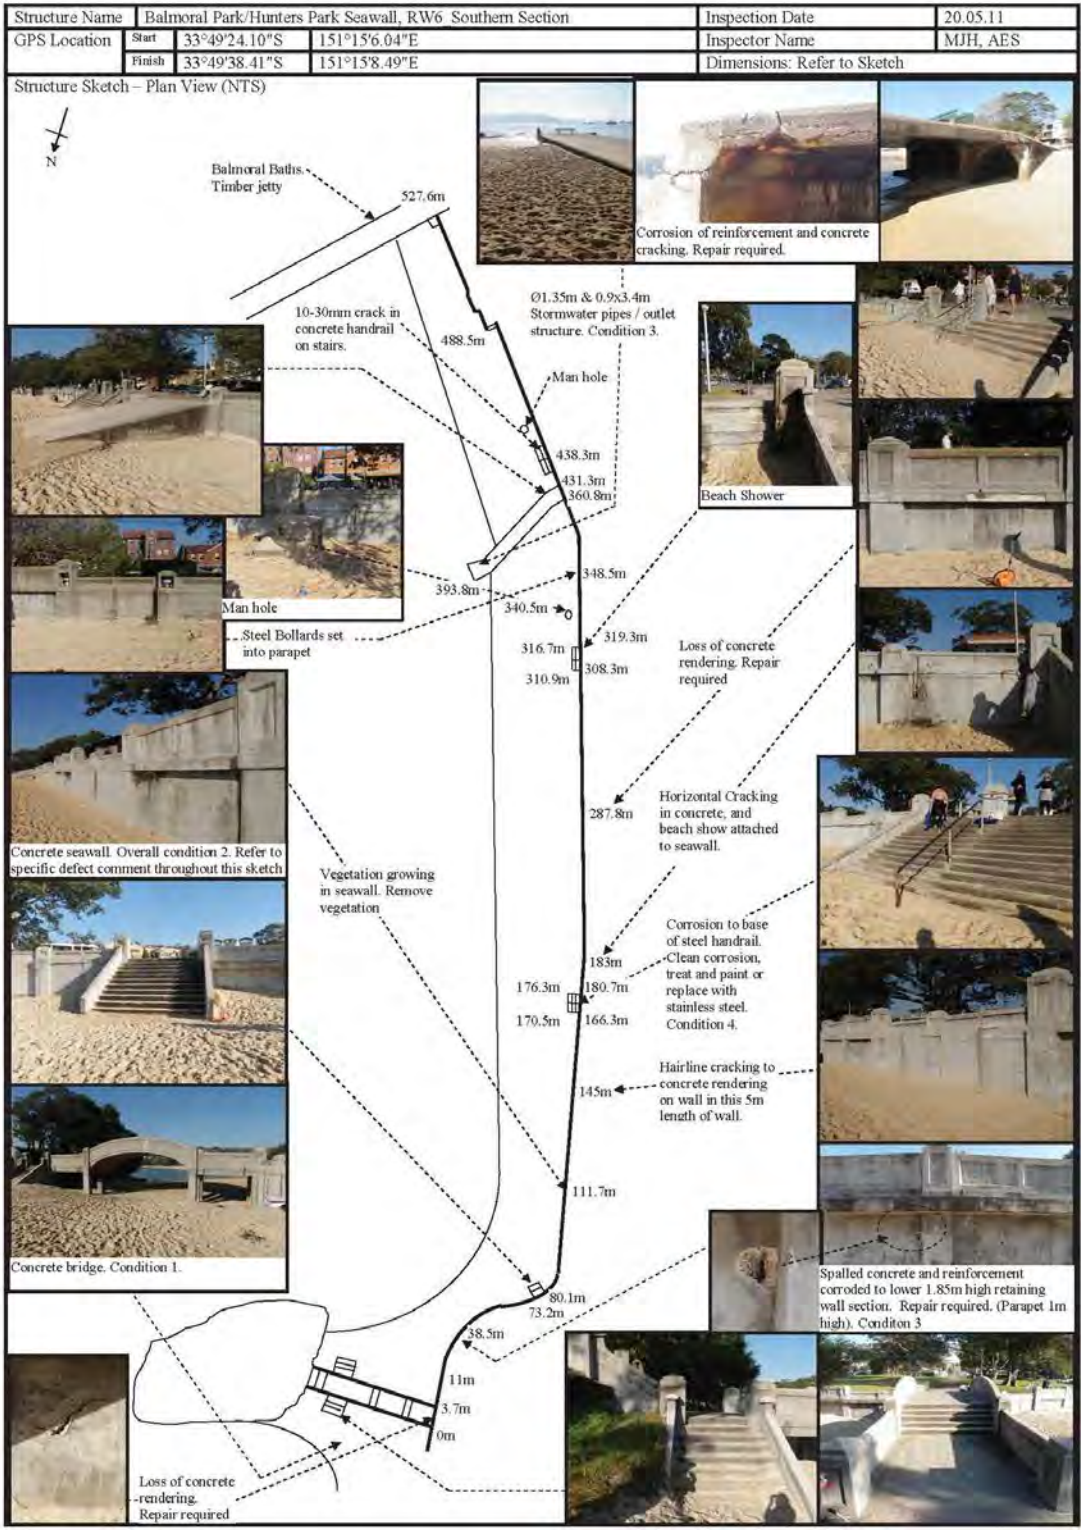 Structure Name Balmoral Park/Hunters Park Seawall, RW6_Southern Section Inspection Date 20.05.11
GPS Location Start 33°49'24.10"S 151°15'6.04"E Inspector Name MJH, AES
Finish 33°49'38.41"S 151°15'8.49"E Dimensions: Refer to Sketch
Structure Sketch – Plan View (NTS)
N
Balmoral Baths.
Timber jetty
527.6m
Corrosion of reinforcement and concrete
cracking. Repair required.
10-30mm crack in
concrete handrail
on stairs.
488.5m
Ø1.35m & 0.9x3.4m
Stormwater pipes / outlet
structure. Condition 3.
Man hole
438.3m
431.3m
360.8m
Beach Shower
Man hole
393.8m
348.5m
340.5m
Steel Bollards set
into parapet
316.7m
319.3m
310.9m
308.3m
Loss of concrete
rendering. Repair
required
287.8m
Horizontal Cracking
in concrete, and
beach show attached
to seawall.
Concrete seawall. Overall condition 2. Refer to
specific defect comment throughout this sketch
Vegetation growing
in seawall. Remove
vegetation
Corrosion to base
of steel handrail.
Clean corrosion,
treat and paint or
replace with
stainless steel.
Condition 4.
183m
176.3m
180.7m
170.5m
166.3m
Hairline cracking to
concrete rendering
on wall in this 5m
length of wall.
145m
111.7m
Concrete bridge. Condition 1.
Spalled concrete and reinforcement
corroded to lower 1.85m high retaining
wall section. Repair required. (Parapet 1m
high). Conditon 3
80.1m
73.2m
38.5m
11m
3.7m
0m
Loss of concrete
rendering.
Repair required